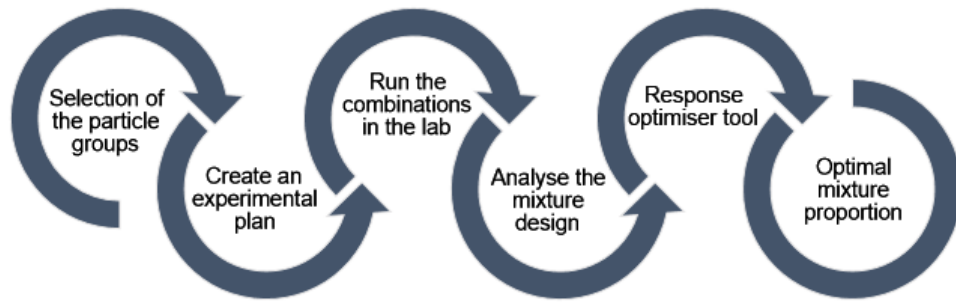 Selection of
the particle
groups
Create an
experimental
plan
Run the
combinations
in the lab
Analyse the
mixture
design
Response
optimiser tool
Optimal
mixture
proportion